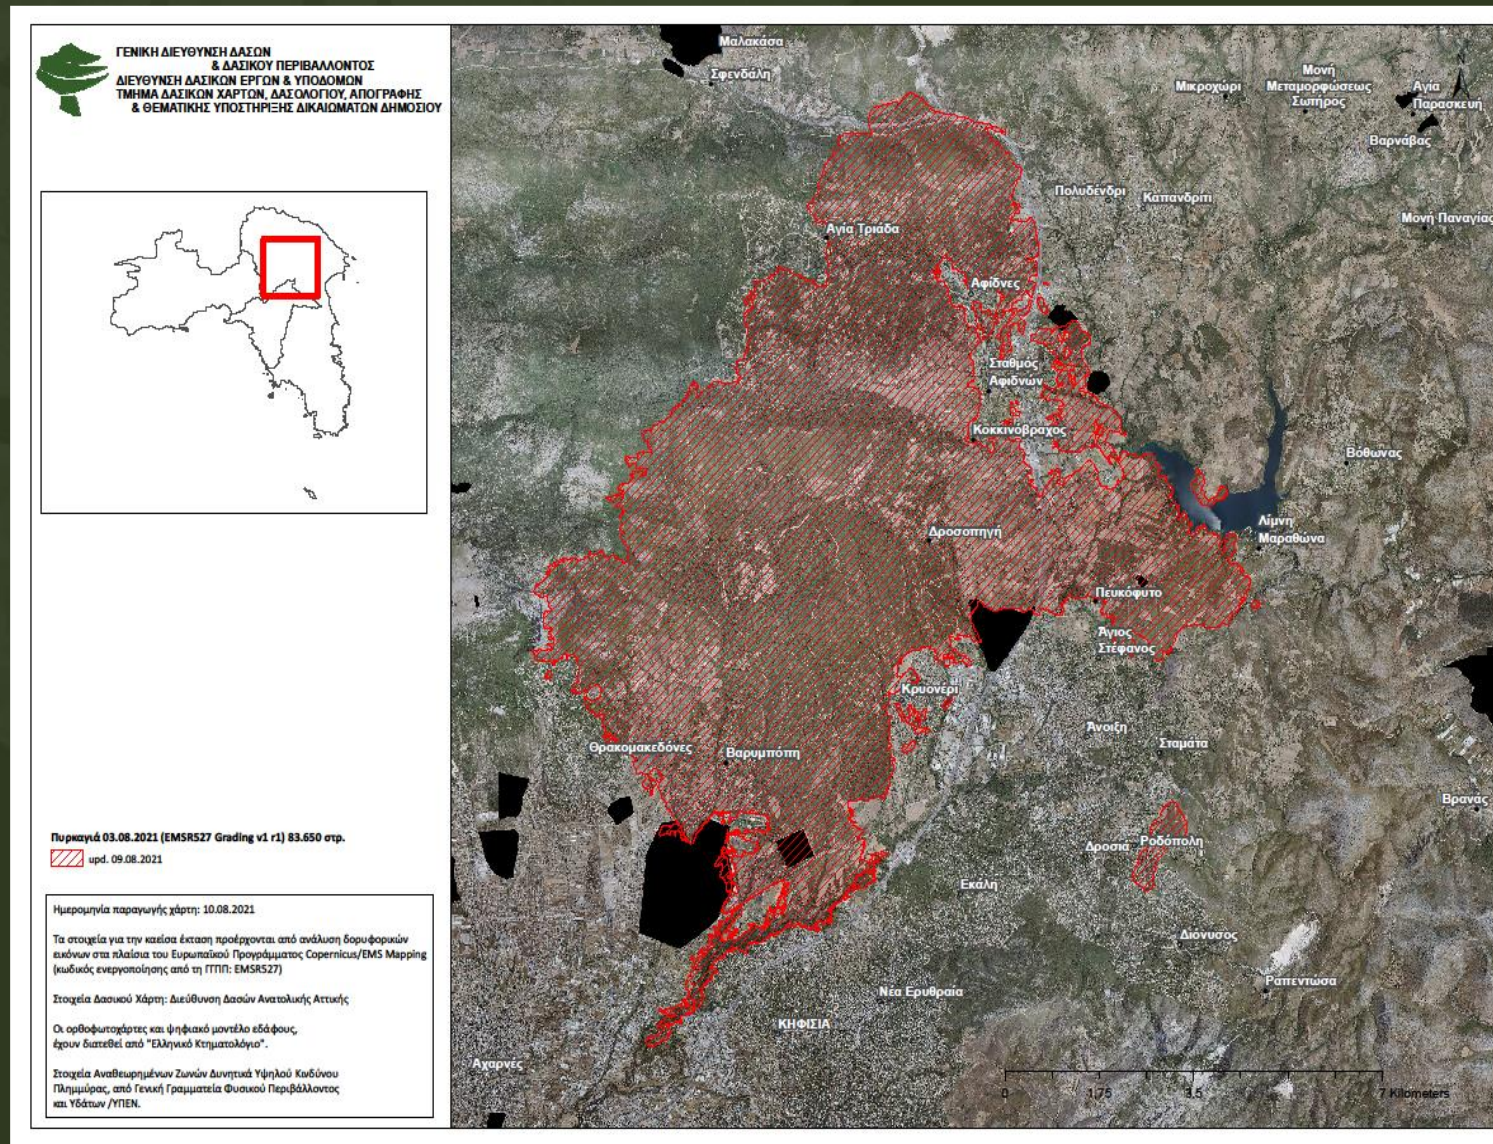 ΓΕΝΙΚΗ ΔΙΕΥΘΥΝΣΗ ΔΑΣΩΝ
& ΔΑΣΙΚΟΥ ΠΕΡΙΒΑΛΛΟΝΤΟΣ
ΔΙΕΥΘΥΝΣΗ ΔΑΣΙΚΩΝ ΕΡΓΩΝ & ΥΠΟΔΟΜΩΝ
ΤΜΗΜΑ ΔΑΣΙΚΩΝ ΧΑΡΤΩΝ, ΔΑΣΟΛΟΓΙΟΥ, ΑΠΟΓΡΑΦΗΣ
& ΘΕΜΑΤΙΚΗΣ ΥΠΟΣΤΗΡΙΞΗΣ ΔΙΚΑΙΩΜΑΤΩΝ ΔΗΜΟΣΙΟΥ
Πυρκαγιά 03.08.2021 (EMSR527 Grading v1 r1) 83.650 στρ.
upd. 09.08.2021
Ημερομηνία παραγωγής χάρτη: 10.08.2021
Τα στοιχεία για την καείσα έκταση προέρχονται από ανάλυση δορυφορικών
εικόνων στα πλαίσια του Ευρωπαϊκού Προγράμματος Copernicus/EMS Mapping
(κωδικός ενεργοποίησης από τη ΓΓΠΠ: EMSR527)
Στοιχεία Δασικού Χάρτη: Διεύθυνση Δασών Ανατολικής Αττικής
Οι ορθοφωτοχάρτες και ψηφιακό μοντέλο εδάφους,
έχουν διατεθεί από "Ελληνικό Κτηματολόγιο".
Στοιχεία Αναθεωρημένων Ζωνών Δυνητικά Υψηλού Κινδύνου
Πλημμύρας, από Γενική Γραμματεία Φυσικού Περιβάλλοντος
και Υδάτων /ΥΠΕΝ.
Μαλακάσα
Σφενδάλη
Μικροχώρι
Μονή
Μεταμορφώσεως
Σωτήρος
N
Αγία
Παρασκευή
Βαρνάβας
Πολυδένδρι
Καπανδριτι
Μονή Παναγίας
Αγία Τριάδα
Αφίδνες
Σταθμός
Αφιδνών
Κοκκινόβραχος
Βόθωνας
Δροσοπηγή
Λίμνη
Μαραθώνα
Πευκόφυτο
Άγιος
Στέφανος
Κρυονέρι
Άνοιξη
Σταμάτα
Θρακομακεδόνες
Βαρυμπόπη
Βρανάς
Δροσιά
Ροδόπολη
Εκάλη
Διόνυσος
Ραπεντώσα
Νέα Ερυθραία
ΚΗΦΙΣΙΑ
Αχαρνές
0 1,75 3,5 7 Kilometers